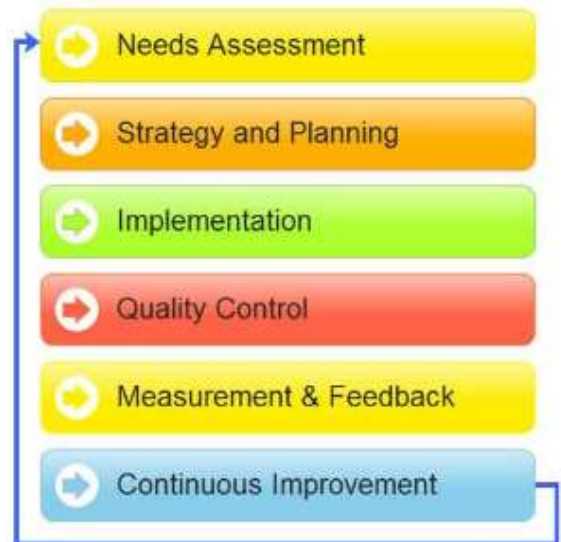 Needs Assessment
Strategy and Planning
Implementation
Quality Control
Measurement & Feedback
Continuous Improvement